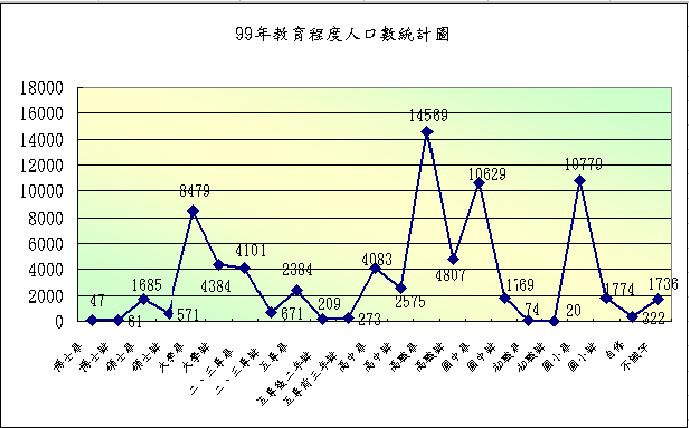 99年教育程度人口數統計圖
18000
16000
14000
12000
10000
8000
6000
4000
2000
0
47
81
1685
571
8479
4384
4101
671
2384
209
273
4083
2575
14569
4807
10629
1769
74
20
10779
1774
322
1736
博士畢
博士肄
碩士畢
碩士肄
大學畢
大學肄
二、三專畢
二、三專肄
五專畢
五專後二年肄
五專前三年肄
高中畢
高中肄
高職畢
高職肄
國中畢
國中肄
初職畢
初職肄
國小畢
國小肄
自修
不識字